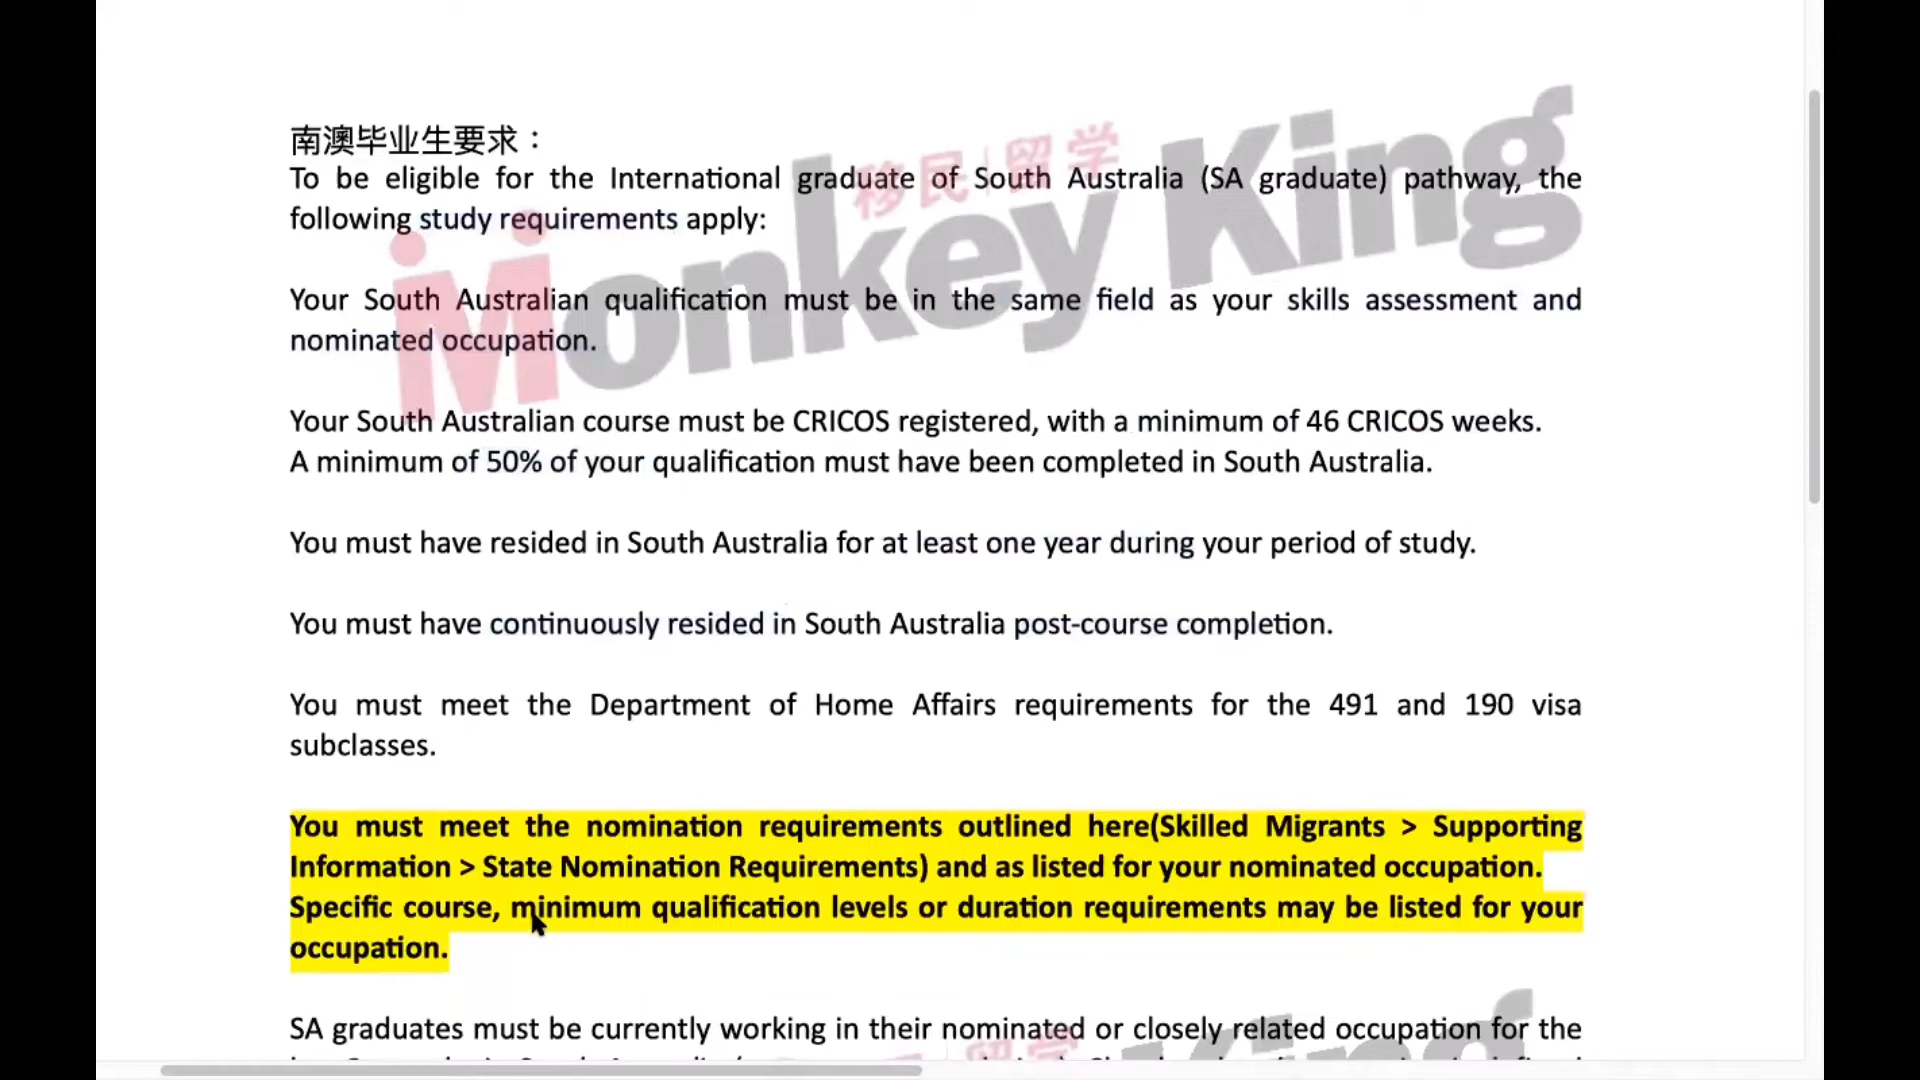 南澳毕业生要求：
To be eligible for the International graduate of South Australia (SA graduate) pathway, the
following study requirements apply:
移民|留学
Monkey King
Your South Australian qualification must be in the same field as your skills assessment and
nominated occupation.
Your South Australian course must be CRICOS registered, with a minimum of 46 CRICOS weeks.
A minimum of 50% of your qualification must have been completed in South Australia.
You must have resided in South Australia for at least one year during your period of study.
You must have continuously resided in South Australia post-course completion.
You must meet the Department of Home Affairs requirements for the 491 and 190 visa
subclasses.
You must meet the nomination requirements outlined here(Skilled Migrants > Supporting
Information > State Nomination Requirements) and as listed for your nominated occupation.
Specific course, minimum qualification levels or duration requirements may be listed for your
occupation.
SA graduates must be currently working in their nominated or closely related occupation for the